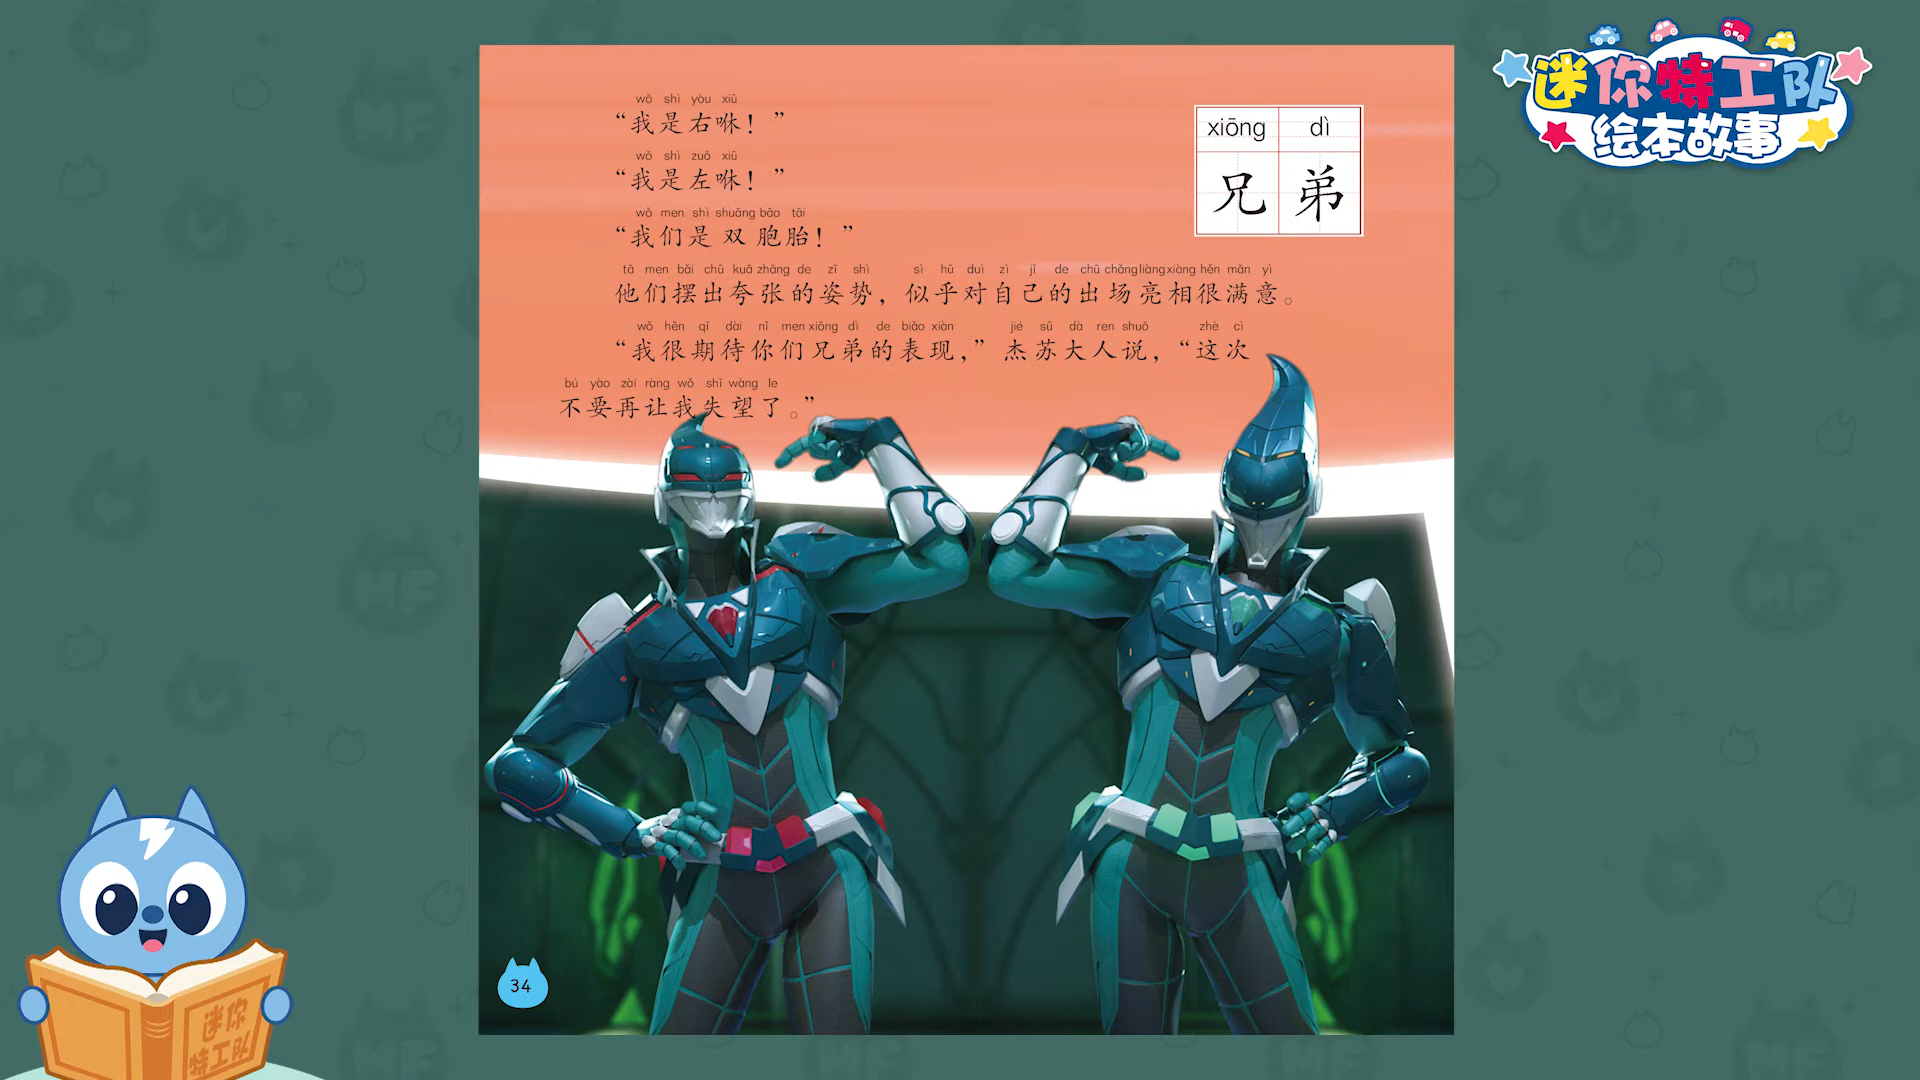 wǒ shì yòu xiū
“我是右咻！”
wǒ shì zuǒ xiū
“我是左咻！”
wǒ men shì shuāng bāo tāi
“我们是双胞胎！”
tā men bǎi chū kuā zhāng de zī shì sì hū duì zì jǐ de chū chǎng liàng xiàng hěn mǎn yì
他们摆出夸张的姿势，似乎对自己的出场亮相很满意。
wǒ hěn qī dài nǐ men xiōng dì de biǎo xiàn jié sū dà ren shuō zhè cì
“我很期待你们兄弟的表现，”杰苏大人说，“这次
bú yào zài ràng wǒ shī wàng le
不要再让我失望了。”
xiōng dì
兄弟
迷你特工队
绘本故事
34
迷你
特工队